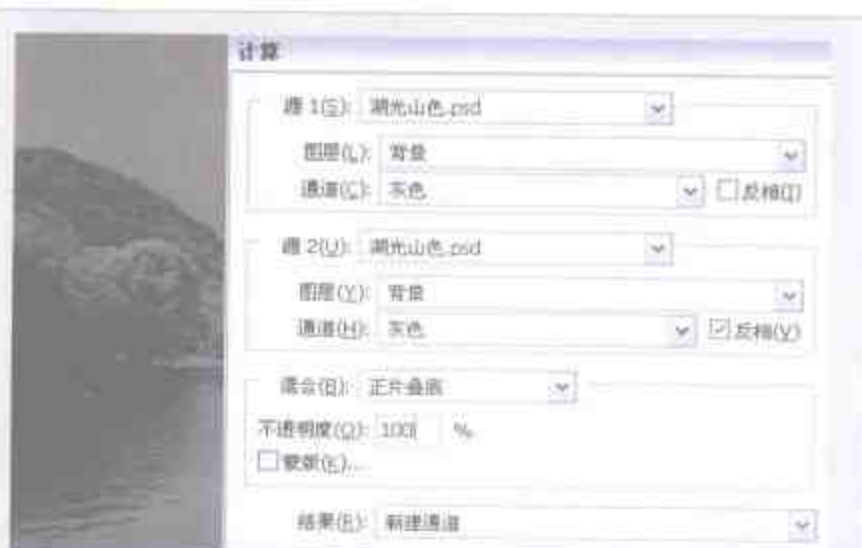 计算
源 1(S): 湖光山色.psd
图层(L): 背景
通道(C): 灰色 反相(I)
源 2(U): 湖光山色.psd
图层(Y): 背景
通道(H): 灰色 反相(V)
混合(B): 正片叠底
不透明度(O): 100 %
蒙版(K)...
结果(R): 新建通道